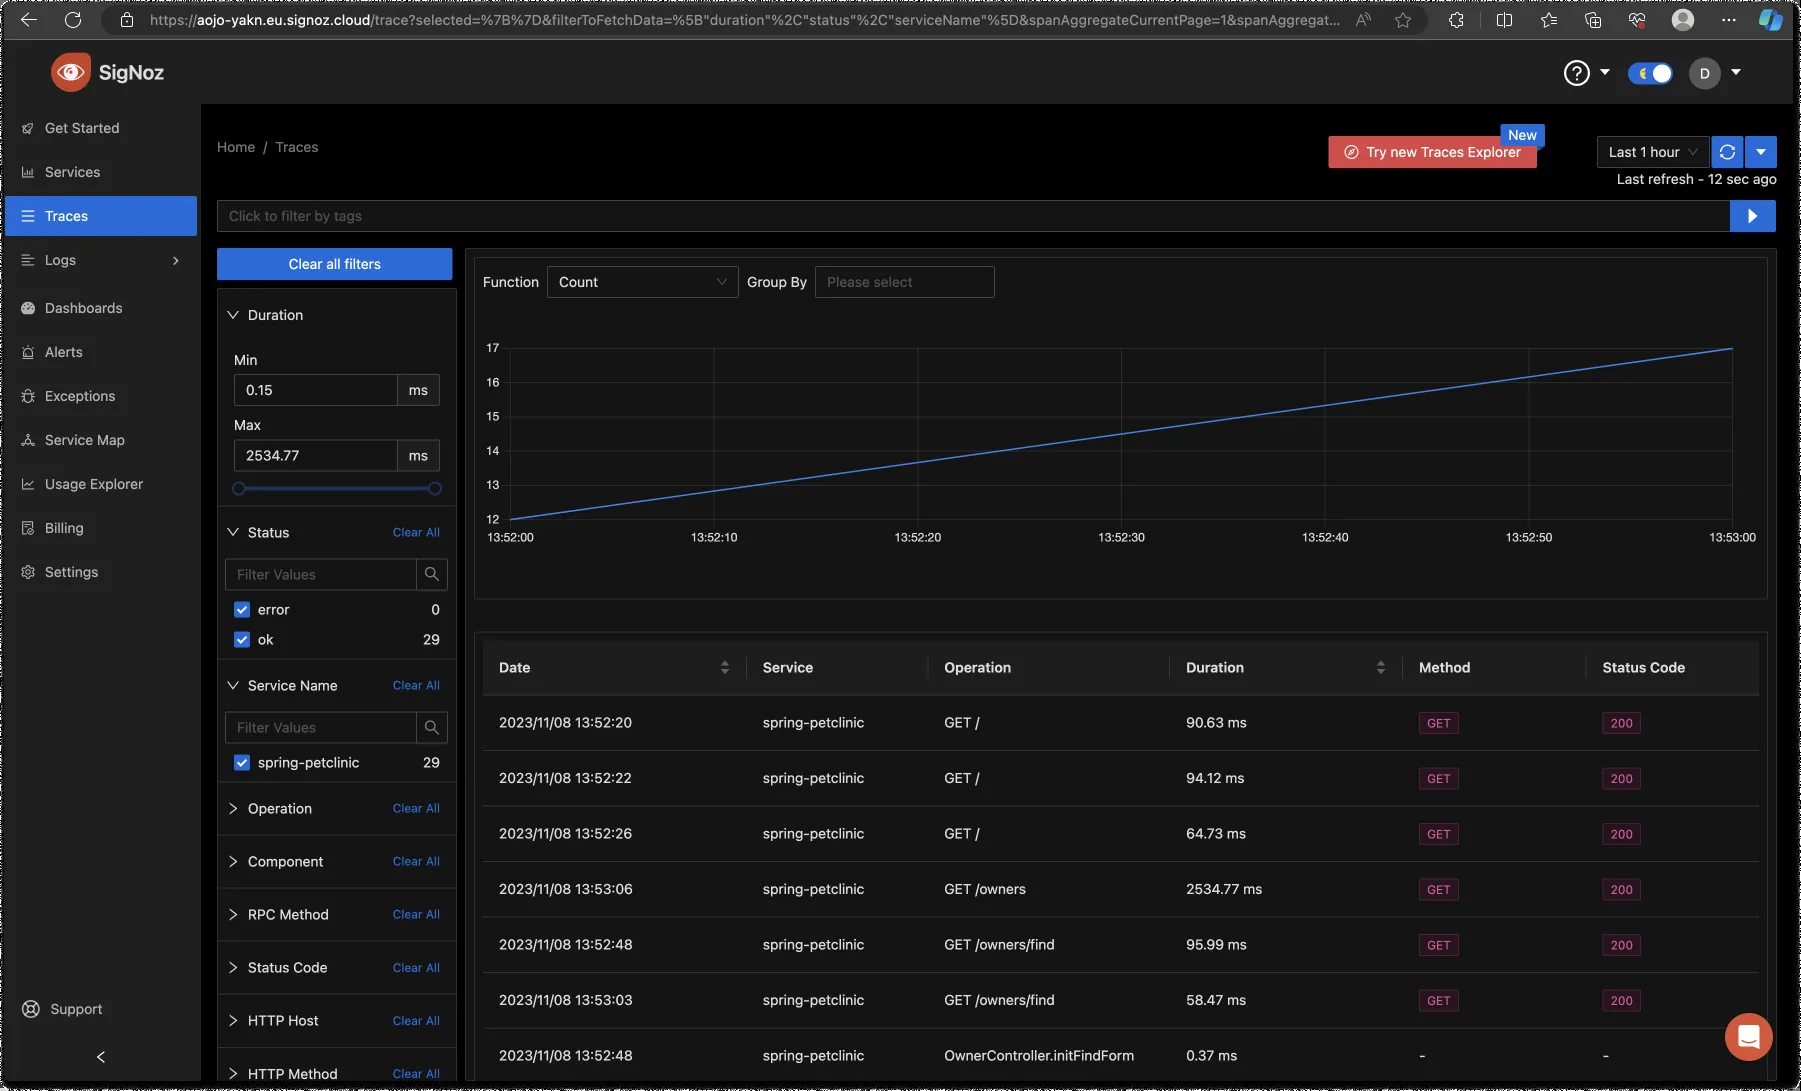 https://aojo-yakn.eu.signoz.cloud/trace?selected=%7B%7D&filterToFetchData=%5B"duration"%2C"status"%2C"serviceName"%5D&spanAggregateCurrentPage=1&spanAggregat...
SigNoz
D
Get Started
Services
Traces
Logs
Dashboards
Alerts
Exceptions
Service Map
Usage Explorer
Billing
Settings
Support
Home / Traces
New
Try new Traces Explorer
Last 1 hour
Last refresh - 12 sec ago
Click to filter by tags
Clear all filters
Duration
Min
0.15 ms
Max
2534.77 ms
Status Clear All
Filter Values
error 0
ok 29
Service Name Clear All
Filter Values
spring-petclinic 29
Operation Clear All
Component Clear All
RPC Method Clear All
Status Code Clear All
HTTP Host Clear All
HTTP Method Clear All
Function Count Group By Please select
17
16
15
14
13
12
13:52:00 13:52:10 13:52:20 13:52:30 13:52:40 13:52:50 13:53:00
Date Service Operation Duration Method Status Code
2023/11/08 13:52:20 spring-petclinic GET / 90.63 ms GET 200
2023/11/08 13:52:22 spring-petclinic GET / 94.12 ms GET 200
2023/11/08 13:52:26 spring-petclinic GET / 64.73 ms GET 200
2023/11/08 13:53:06 spring-petclinic GET /owners 2534.77 ms GET 200
2023/11/08 13:52:48 spring-petclinic GET /owners/find 95.99 ms GET 200
2023/11/08 13:53:03 spring-petclinic GET /owners/find 58.47 ms GET 200
2023/11/08 13:52:48 spring-petclinic OwnerController.initFindForm 0.37 ms - -